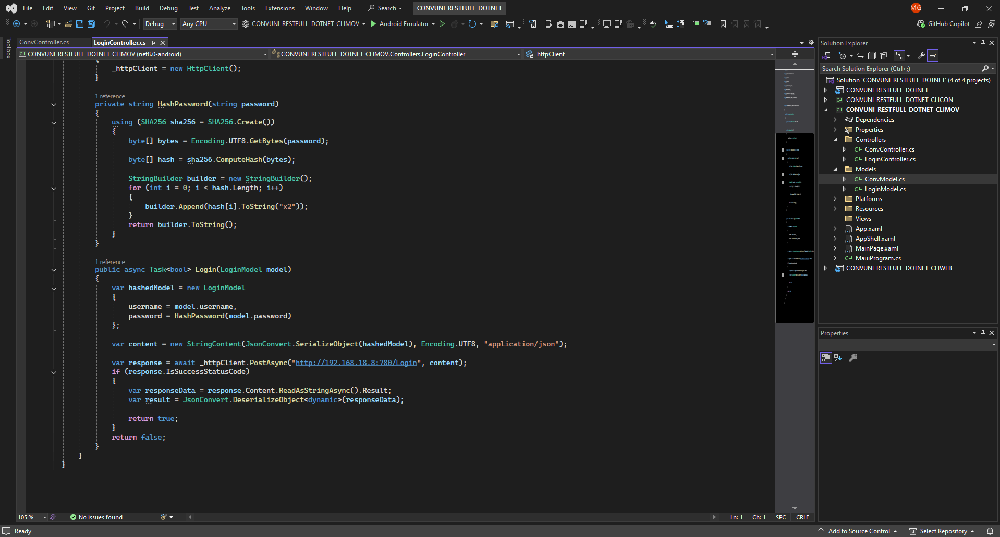 File Edit View Git Project Build Debug Test Analyze Tools Extensions Window Help Search CONVUNI_RESTFULL_DOTNET MG
Debug Any CPU CONVUNI_RESTFULL_DOTNET_CLIMOV Android Emulator GitHub Copilot
Toolbox
ConvController.cs LoginController.cs
CONVUNI_RESTFULL_DOTNET_CLIMOV (net8.0-android) CONVUNI_RESTFULL_DOTNET_CLIMOV.Controllers.LoginController _httpClient
{
_httpClient = new HttpClient();
}
1 reference
private string HashPassword(string password)
{
using (SHA256 sha256 = SHA256.Create())
{
byte[] bytes = Encoding.UTF8.GetBytes(password);
byte[] hash = sha256.ComputeHash(bytes);
StringBuilder builder = new StringBuilder();
for (int i = 0; i < hash.Length; i++)
{
builder.Append(hash[i].ToString("x2"));
}
return builder.ToString();
}
}
1 reference
public async Task<bool> Login(LoginModel model)
{
var hashedModel = new LoginModel
{
username = model.username,
password = HashPassword(model.password)
};
var content = new StringContent(JsonConvert.SerializeObject(hashedModel), Encoding.UTF8, "application/json");
var response = await _httpClient.PostAsync("http://192.168.18.8:780/Login", content);
if (response.IsSuccessStatusCode)
{
var responseData = response.Content.ReadAsStringAsync().Result;
var result = JsonConvert.DeserializeObject<dynamic>(responseData);
return true;
}
return false;
}
}
}
105 % No issues found Ln: 1 Ch: 1 SPC CRLF
Solution Explorer
Search Solution Explorer (Ctrl+;)
Solution 'CONVUNI_RESTFULL_DOTNET' (4 of 4 projects)
CONVUNI_RESTFULL_DOTNET
CONVUNI_RESTFULL_DOTNET_CLICON
CONVUNI_RESTFULL_DOTNET_CLIMOV
Dependencies
Properties
Controllers
C# ConvController.cs
C# LoginController.cs
Models
C# ConvModel.cs
C# LoginModel.cs
Platforms
Resources
Views
App.xaml
AppShell.xaml
MainPage.xaml
C# MauiProgram.cs
CONVUNI_RESTFULL_DOTNET_CLIWEB
Properties
Ready Add to Source Control Select Repository